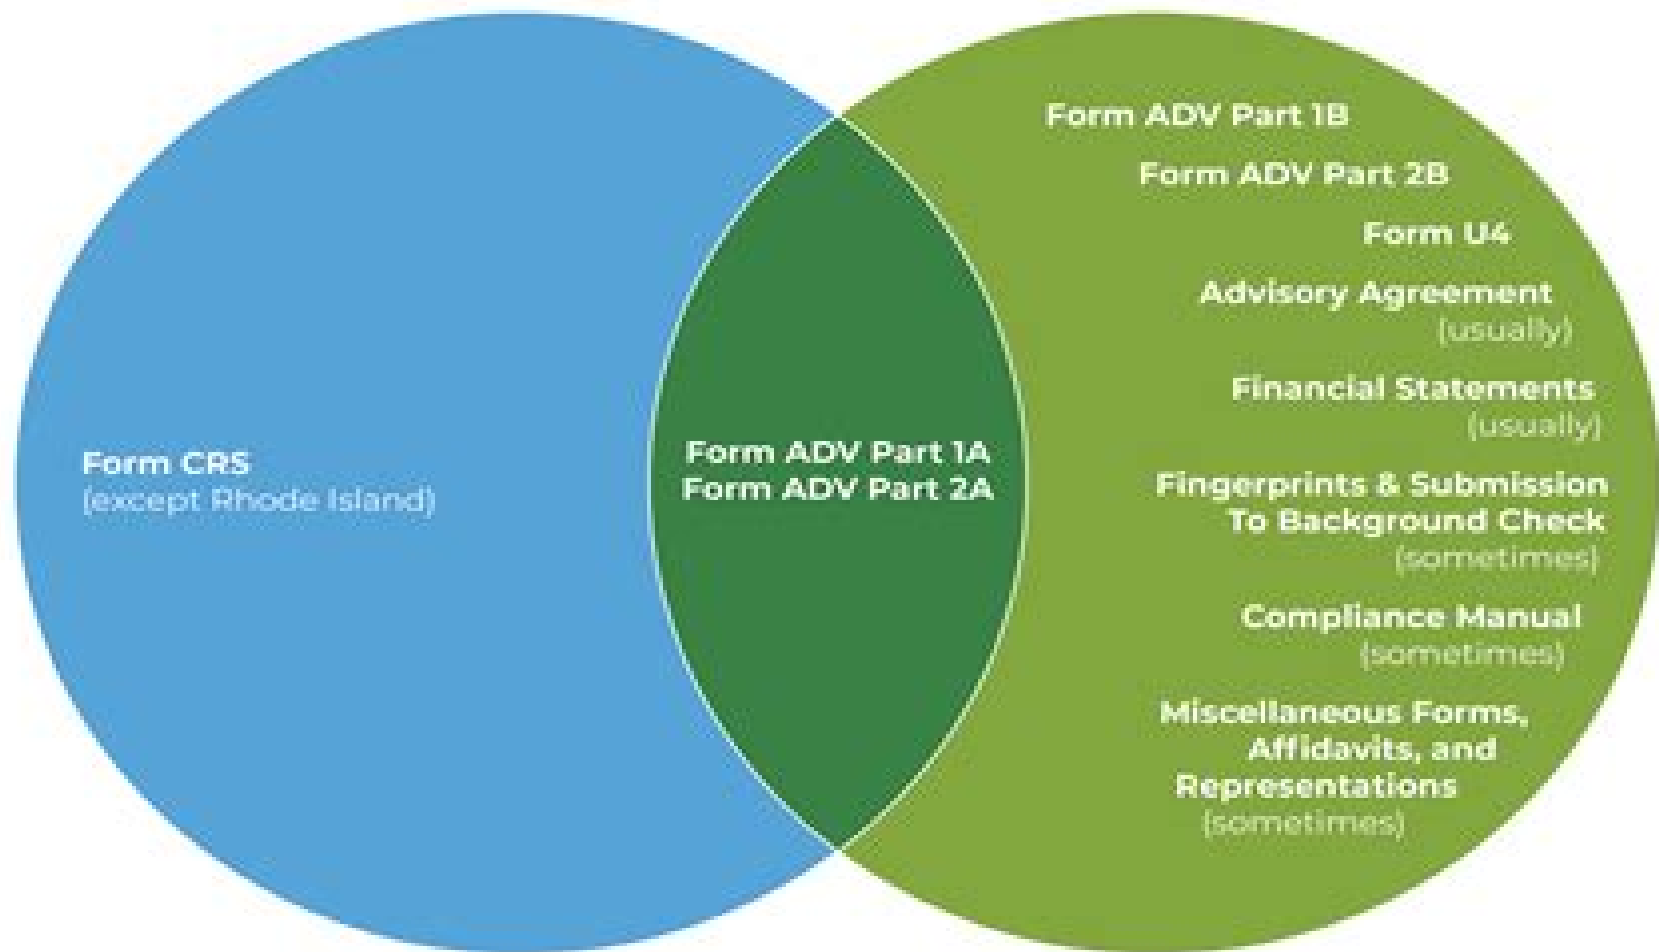 Form CRS
(except Rhode Island)
Form ADV Part 1A
Form ADV Part 2A
Form ADV Part 1B
Form ADV Part 2B
Form U4
Advisory Agreement
(usually)
Financial Statements
(usually)
Fingerprints & Submission
To Background Check
(sometimes)
Compliance Manual
(sometimes)
Miscellaneous Forms,
Affidavits, and
Representations
(sometimes)